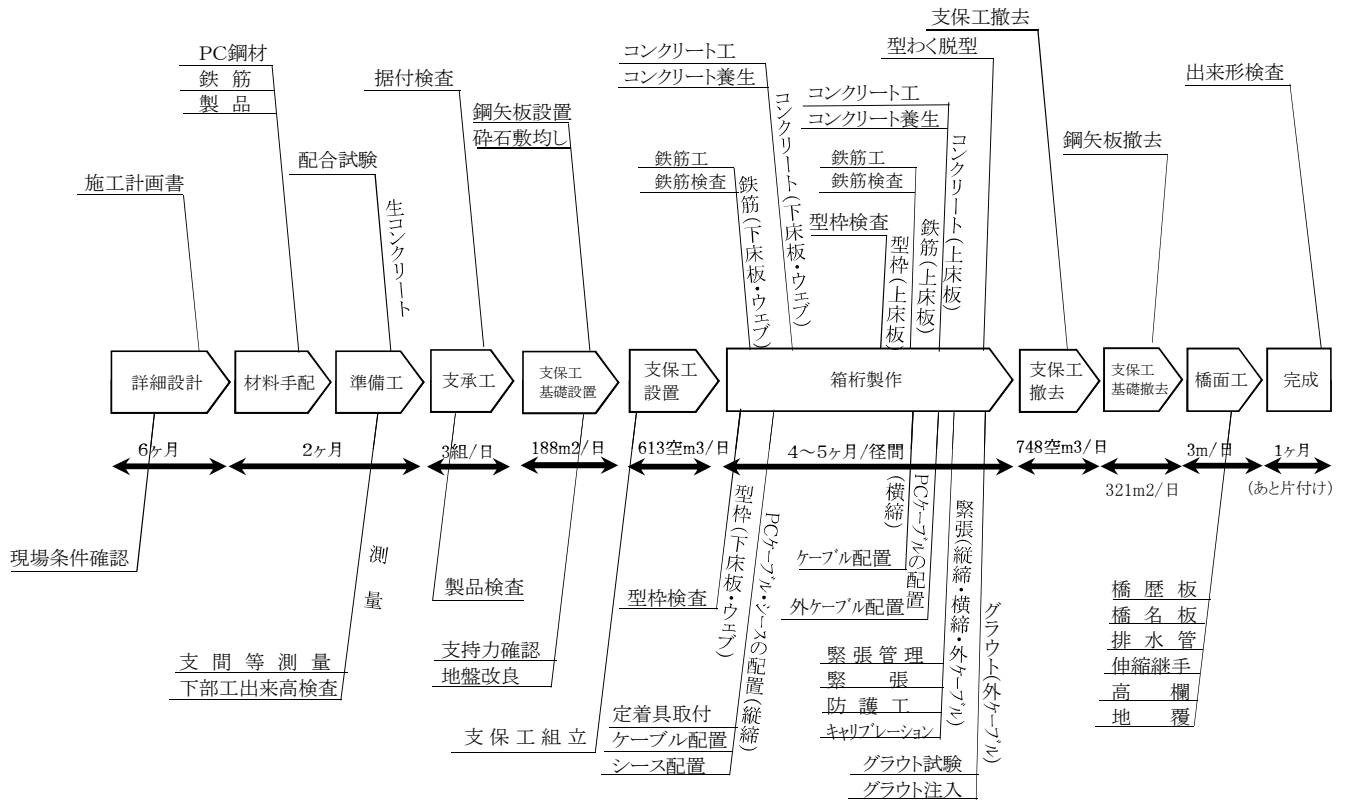 支保工撤去
型わく脱型
PC鋼材
鉄 筋
製 品
据付検査
コンクリート工
コンクリート養生
出来形検査
鋼矢板設置
砕石敷均し
コンクリート工
コンクリート養生
配合試験
鋼矢板撤去
施工計画書
鉄筋工
鉄筋検査
鉄筋工
鉄筋検査
型枠検査
生コンクリート
鉄筋(下床板・ウェブ)
コンクリート(下床板・ウェブ)
型枠(上床板)
鉄筋(上床板)
コンクリート(上床板)
詳細設計
材料手配
準備工
支承工
支保工
基礎設置
支保工
設置
箱桁製作
支保工
撤去
支保工
基礎撤去
橋面工
完成
6ヶ月
2ヶ月
3組/日
188m2/日
613空m3/日
4～5ヶ月/径間
748空m3/日
321m2/日
3m/日
1ヶ月
(あと片付け)
現場条件確認
測量
支 間 等 測 量
下部工出来高検査
製品検査
支持力確認
地盤改良
支 保 工 組 立
型枠検査
型枠(下床板・ウェブ)
PCケーブル・シースの配置(縦締)
定着具取付
ケーブル配置
シース配置
ケーブル配置
(横締)
外ケーブル配置
PCケーブルの配置
緊張管理
緊 張
防 護 工
キャリブレーション
緊張(縦締・横締・外ケーブル)
グラウト試験
グラウト注入
グラウト(外ケーブル)
橋 歴 板
橋 名 板
排 水 管
伸縮継手
高 欄
地 覆